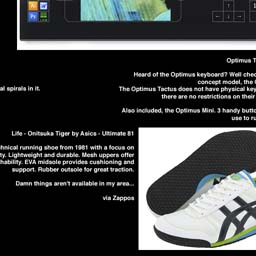 Optimus T
Heard of the Optimus keyboard? Well chec
concept model, the O
The Optimus Tactus does not have physical key
al spirals in it.
there are no restrictions on their
Also included, the Optimus Mini. 3 handy butto
use to ru
Life - Onitsuka Tiger by Asics - Ultimate 81
chnical running shoe from 1981 with a focus on
ty. Lightweight and durable. Mesh uppers offer
thability. EVA midsole provides cushioning and
support. Rubber outsole for great traction.
Damn things aren't available in my area...
via Zappos